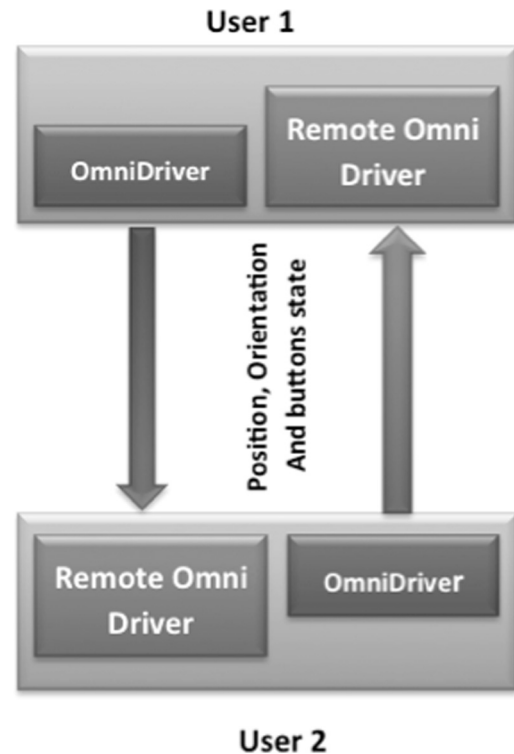 User 1
OmniDriver
Remote Omni
Driver
Position, Orientation
And buttons state
Remote Omni
Driver
OmniDriver
User 2